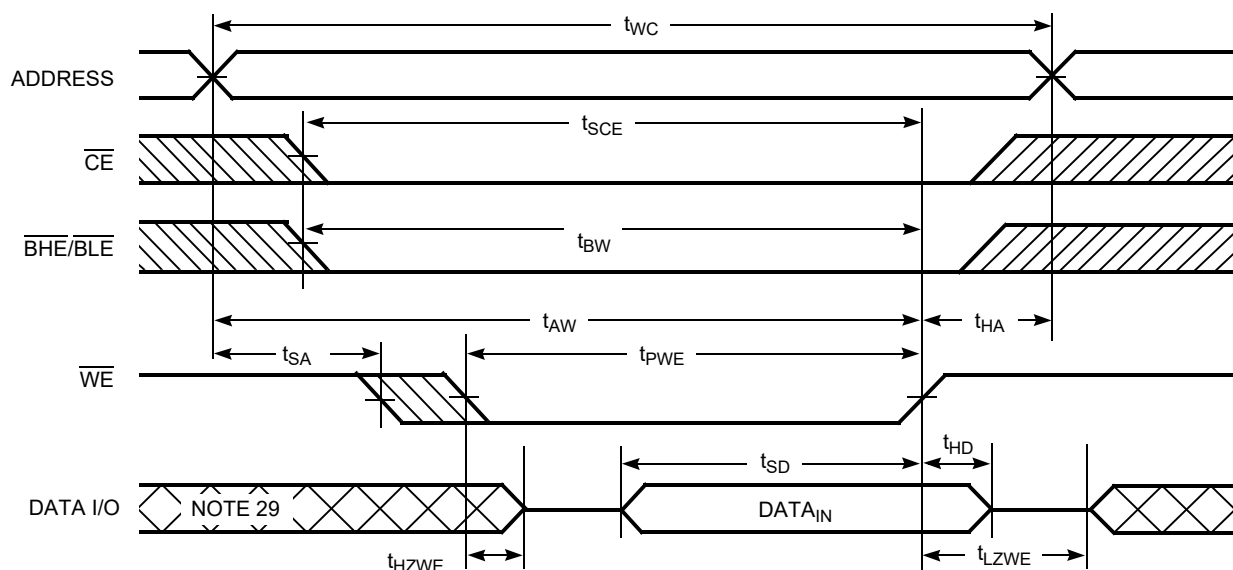 tWC
ADDRESS
tSCE
CE
BHE/BLE
tBW
tAW
tHA
tSA
tPWE
WE
tHD
tSD
DATA I/O
NOTE 29
DATAIN
tHZWE
tLZWE